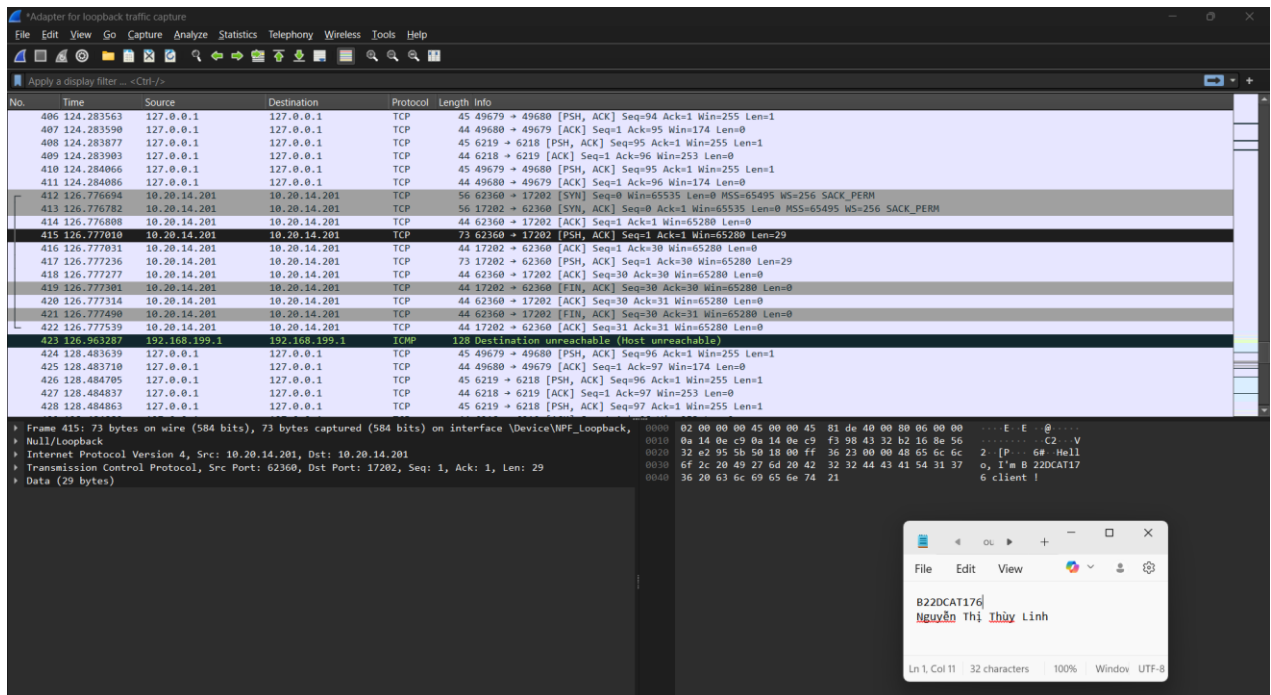 *Adapter for loopback traffic capture
File Edit View Go Capture Analyze Statistics Telephony Wireless Tools Help
Apply a display filter ... <Ctrl-/>
No. Time Source Destination Protocol Length Info
406 124.283563 127.0.0.1 127.0.0.1 TCP 45 49679 → 49680 [PSH, ACK] Seq=94 Ack=1 Win=255 Len=1
407 124.283590 127.0.0.1 127.0.0.1 TCP 44 49680 → 49679 [ACK] Seq=1 Ack=95 Win=174 Len=0
408 124.283877 127.0.0.1 127.0.0.1 TCP 45 6219 → 6218 [PSH, ACK] Seq=95 Ack=1 Win=255 Len=1
409 124.283903 127.0.0.1 127.0.0.1 TCP 44 6218 → 6219 [ACK] Seq=1 Ack=96 Win=253 Len=0
410 124.284066 127.0.0.1 127.0.0.1 TCP 45 49679 → 49680 [PSH, ACK] Seq=95 Ack=1 Win=255 Len=1
411 124.284086 127.0.0.1 127.0.0.1 TCP 44 49680 → 49679 [ACK] Seq=1 Ack=96 Win=174 Len=0
412 126.776694 10.20.14.201 10.20.14.201 TCP 56 62360 → 17202 [SYN] Seq=0 Win=65535 Len=0 MSS=65495 WS=256 SACK_PERM
413 126.776782 10.20.14.201 10.20.14.201 TCP 56 17202 → 62360 [SYN, ACK] Seq=0 Ack=1 Win=65535 Len=0 MSS=65495 WS=256 SACK_PERM
414 126.776808 10.20.14.201 10.20.14.201 TCP 44 62360 → 17202 [ACK] Seq=1 Ack=1 Win=65280 Len=0
415 126.777010 10.20.14.201 10.20.14.201 TCP 73 62360 → 17202 [PSH, ACK] Seq=1 Ack=1 Win=65280 Len=29
416 126.777031 10.20.14.201 10.20.14.201 TCP 44 17202 → 62360 [ACK] Seq=1 Ack=30 Win=65280 Len=0
417 126.777236 10.20.14.201 10.20.14.201 TCP 73 17202 → 62360 [PSH, ACK] Seq=1 Ack=30 Win=65280 Len=29
418 126.777277 10.20.14.201 10.20.14.201 TCP 44 62360 → 17202 [ACK] Seq=30 Ack=30 Win=65280 Len=0
419 126.777301 10.20.14.201 10.20.14.201 TCP 44 17202 → 62360 [FIN, ACK] Seq=30 Ack=30 Win=65280 Len=0
420 126.777314 10.20.14.201 10.20.14.201 TCP 44 62360 → 17202 [ACK] Seq=30 Ack=31 Win=65280 Len=0
421 126.777490 10.20.14.201 10.20.14.201 TCP 44 62360 → 17202 [FIN, ACK] Seq=30 Ack=31 Win=65280 Len=0
422 126.777539 10.20.14.201 10.20.14.201 TCP 44 17202 → 62360 [ACK] Seq=31 Ack=31 Win=65280 Len=0
423 126.963287 192.168.199.1 192.168.199.1 ICMP 128 Destination unreachable (Host unreachable)
424 128.483639 127.0.0.1 127.0.0.1 TCP 45 49679 → 49680 [PSH, ACK] Seq=96 Ack=1 Win=255 Len=1
425 128.483710 127.0.0.1 127.0.0.1 TCP 44 49680 → 49679 [ACK] Seq=1 Ack=97 Win=174 Len=0
426 128.484705 127.0.0.1 127.0.0.1 TCP 45 6219 → 6218 [PSH, ACK] Seq=96 Ack=1 Win=255 Len=1
427 128.484837 127.0.0.1 127.0.0.1 TCP 44 6218 → 6219 [ACK] Seq=1 Ack=97 Win=253 Len=0
428 128.484863 127.0.0.1 127.0.0.1 TCP 45 6219 → 6218 [PSH, ACK] Seq=97 Ack=1 Win=255 Len=1
Frame 415: 73 bytes on wire (584 bits), 73 bytes captured (584 bits) on interface \Device\NPF_Loopback,
Null/Loopback
Internet Protocol Version 4, Src: 10.20.14.201, Dst: 10.20.14.201
Transmission Control Protocol, Src Port: 62360, Dst Port: 17202, Seq: 1, Ack: 1, Len: 29
Data (29 bytes)
0000 02 00 00 00 45 00 00 45 81 de 40 00 80 06 00 00 ····E··E ··@·····
0010 0a 14 0e c9 0a 14 0e c9 f3 98 43 32 b2 16 8e 56 ········ ··C2···V
0020 32 e2 95 5b 50 18 00 ff 36 23 00 00 48 65 6c 6c 2··[P··· 6#··Hell
0030 6f 2c 20 49 27 6d 20 42 32 32 44 43 41 54 31 37 o, I'm B 22DCAT17
0040 36 20 63 6c 69 65 6e 74 21 6 client !
File Edit View
B22DCAT176
Nguyễn Thị Thùy Linh
Ln 1, Col 11 32 characters 100% Window UTF-8